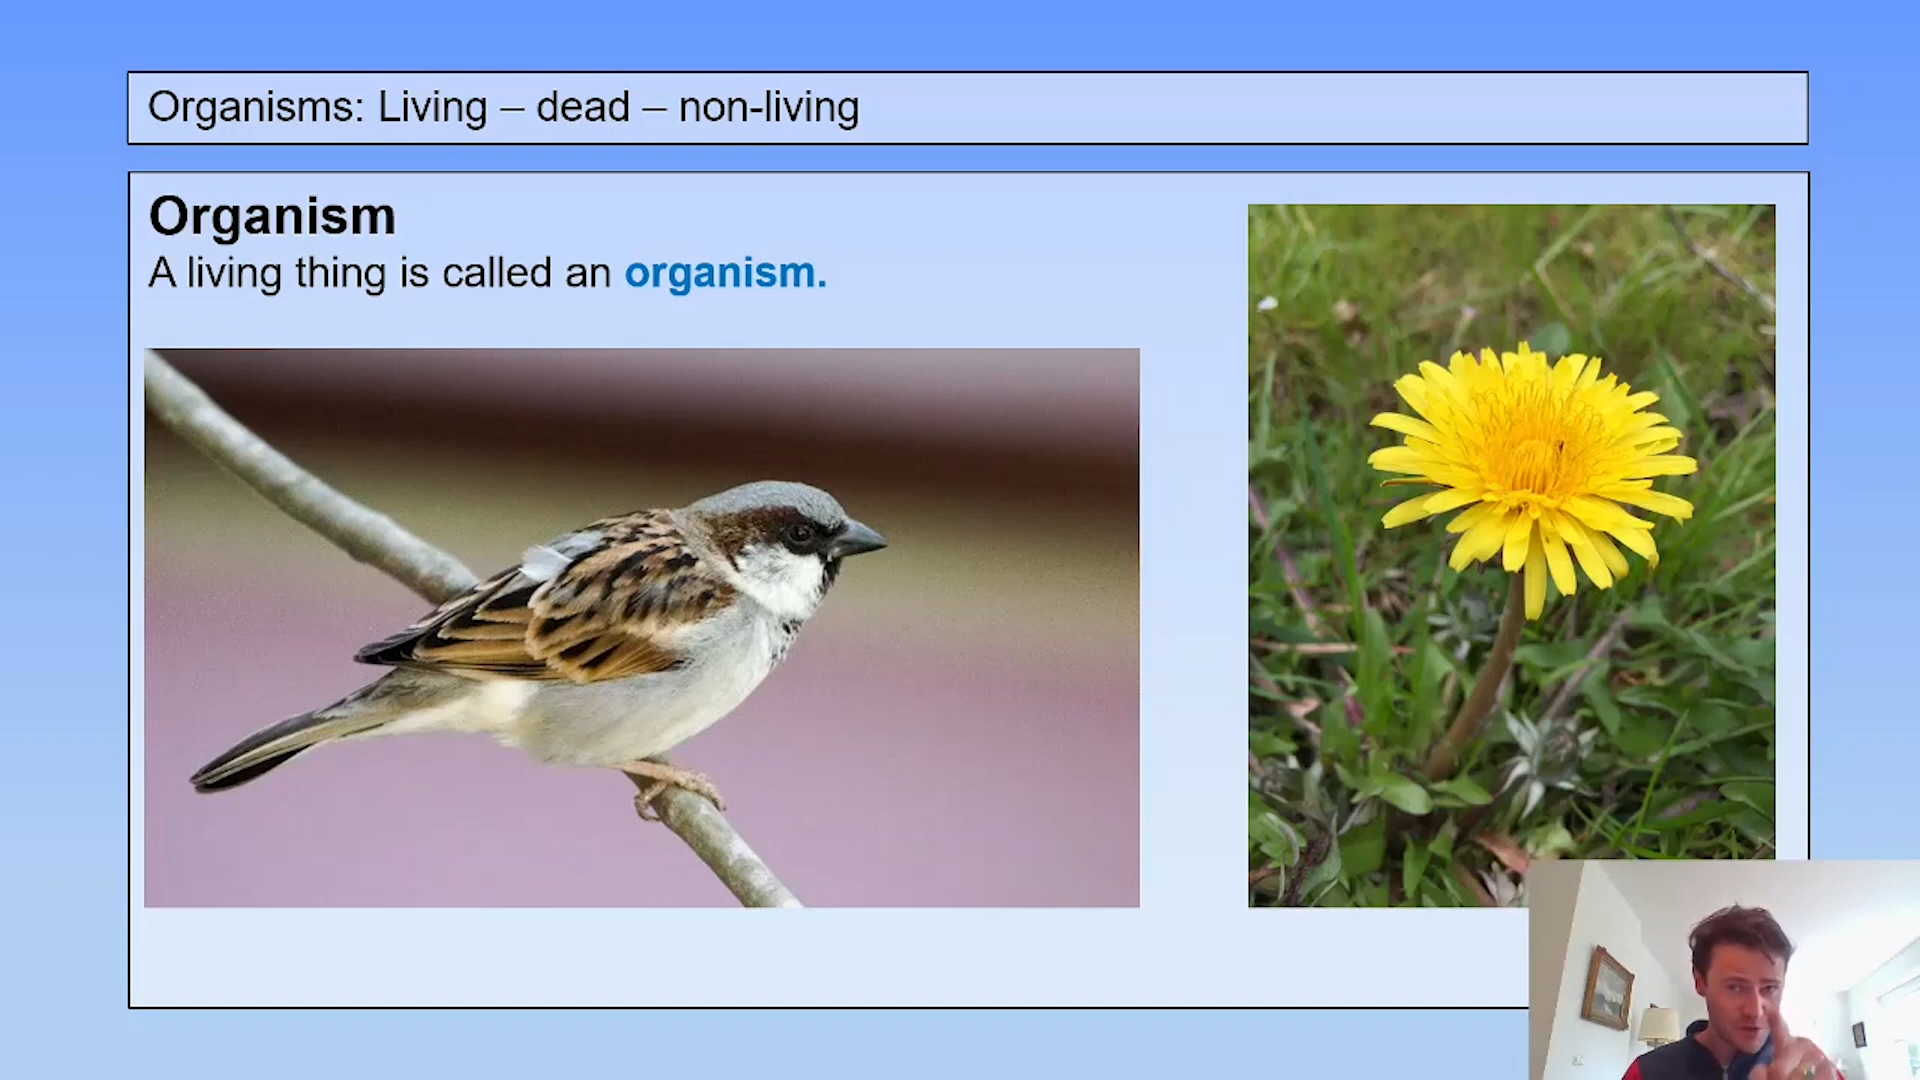 Organisms: Living – dead – non-living
Organism
A living thing is called an organism.